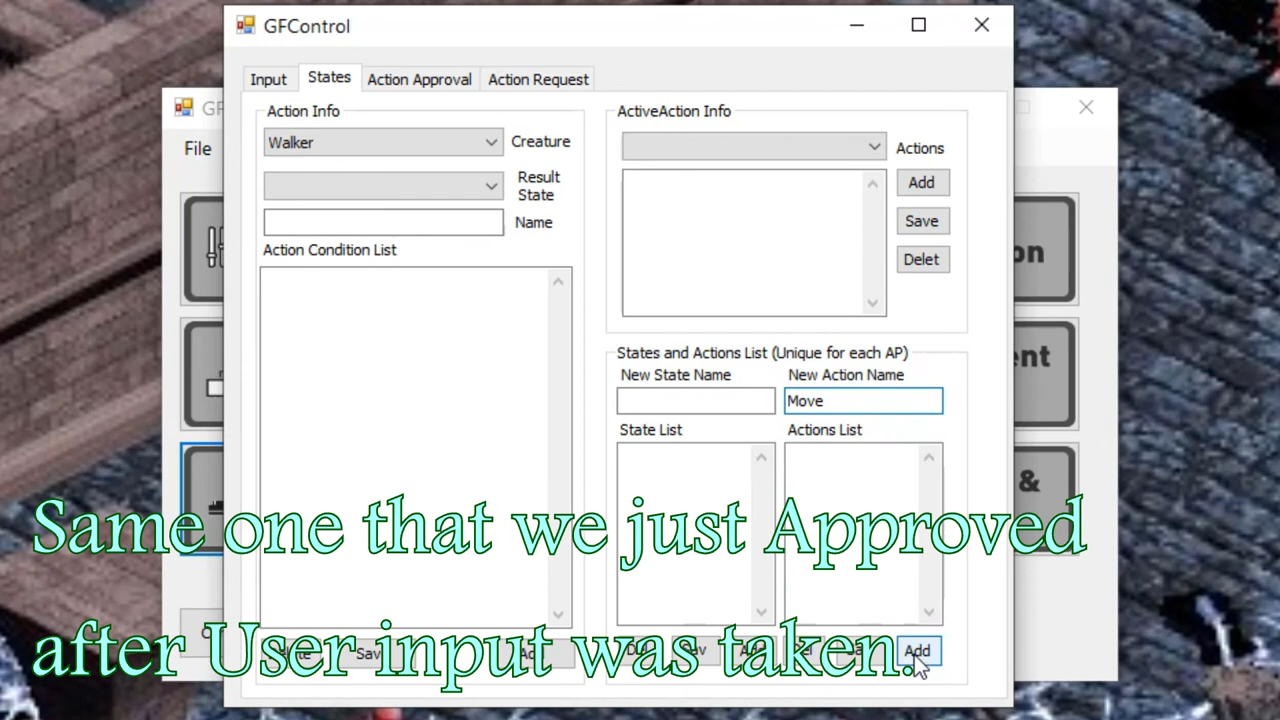 GFControl
Input
States
Action Approval
Action Request
File
Action Info
Walker
Creature
Result
State
Name
Action Condition List
ActiveAction Info
Actions
Add
Save
Delet
States and Actions List (Unique for each AP)
New State Name
New Action Name
Move
State List
Actions List
on
ent
&
Same one that we just Approved
after User input was taken.
Add